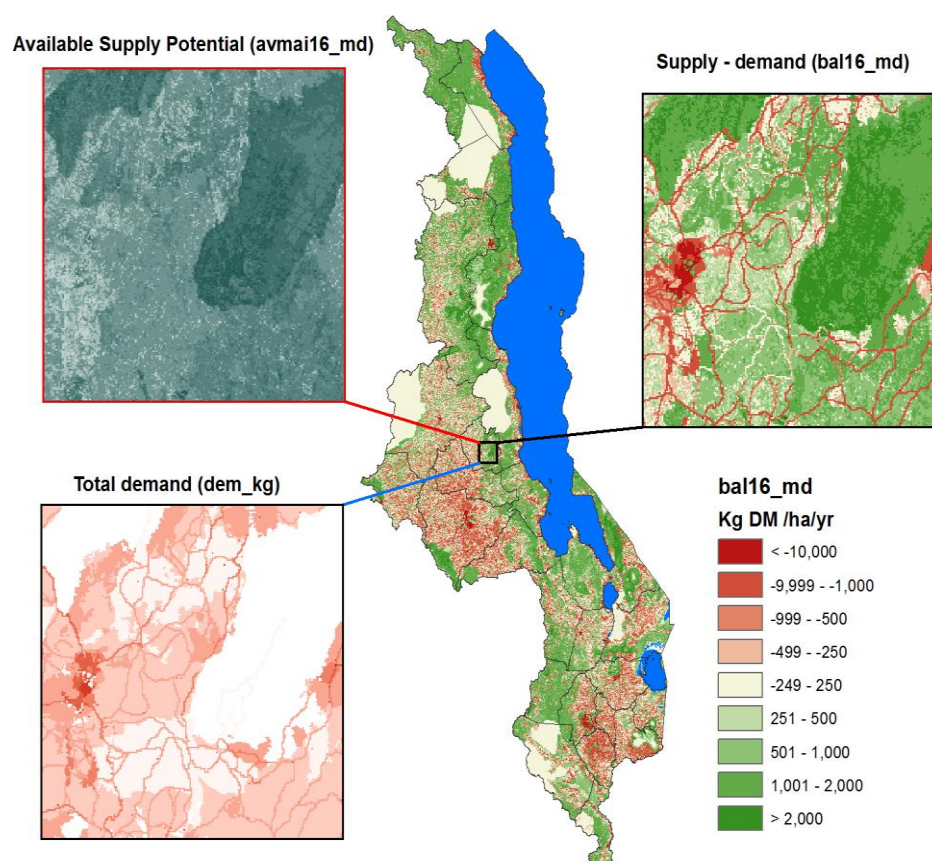 Available Supply Potential (avmai16_md)
Supply - demand (bal16_md)
Total demand (dem_kg)
bal16_md
Kg DM /ha/yr
< -10,000
-9,999 - -1,000
-999 - -500
-499 - -250
-249 - 250
251 - 500
501 - 1,000
1,001 - 2,000
> 2,000